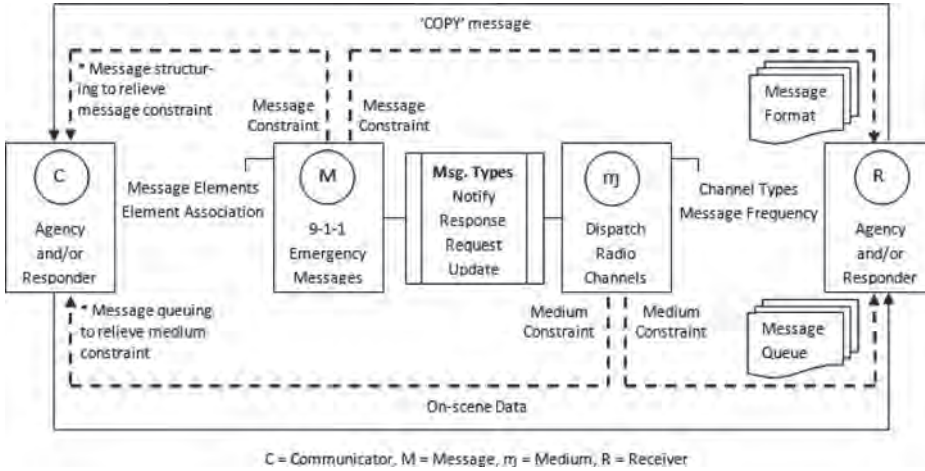 'COPY' message
* Message structur-
ing to relieve
message constraint
Message
Constraint
Message
Constraint
Message
Format
C
Agency
and/or
Responder
Message Elements
Element Association
M
9-1-1
Emergency
Messages
Msg. Types
Notify
Response
Request
Update
ɱ
Dispatch
Radio
Channels
Channel Types
Message Frequency
R
Agency
and/or
Responder
* Message queuing
to relieve medium
constraint
Medium
Constraint
Medium
Constraint
Message
Queue
On-scene Data
C = Communicator, M = Message, ɱ = Medium, R = Receiver